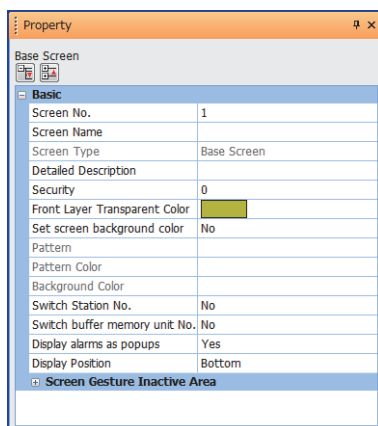 Property
Base Screen
Basic
Screen No. 1
Screen Name
Screen Type Base Screen
Detailed Description
Security 0
Front Layer Transparent Color
Set screen background color No
Pattern
Pattern Color
Background Color
Switch Station No. No
Switch buffer memory unit No. No
Display alarms as popups Yes
Display Position Bottom
Screen Gesture Inactive Area